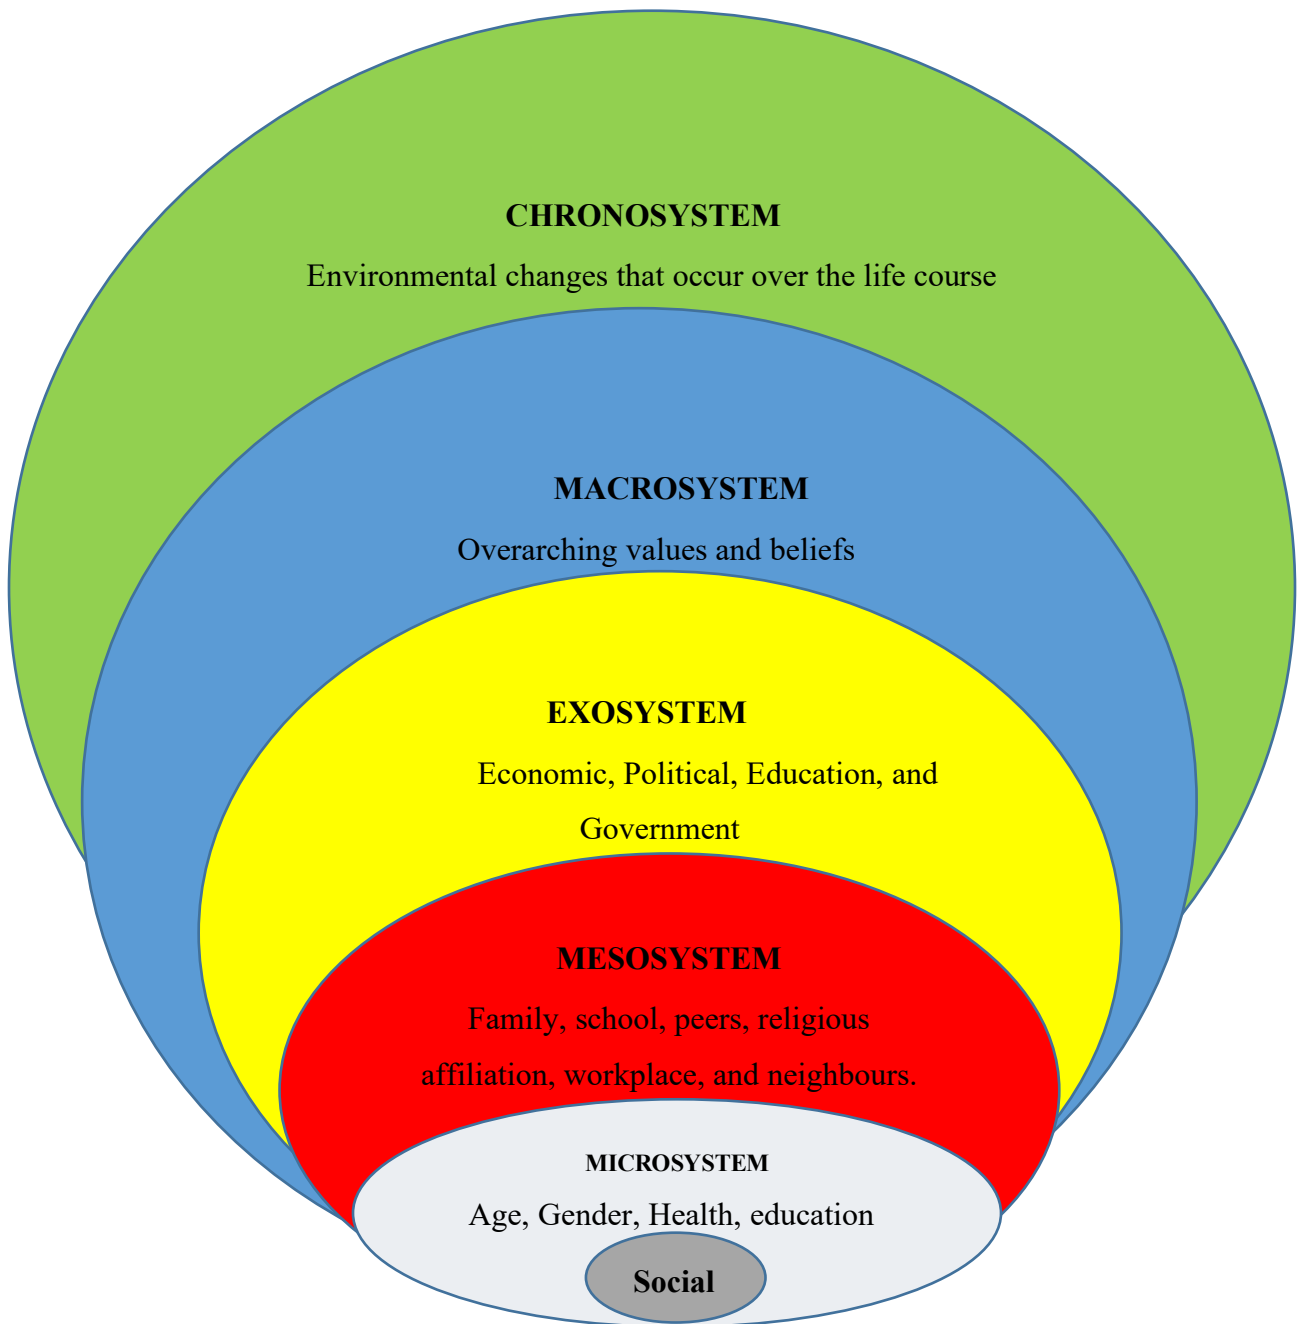 CHRONOSYSTEM
Environmental changes that occur over the life course
MACROSYSTEM
Overarching values and beliefs
EXOSYSTEM
Economic, Political, Education, and
Government
MESOSYSTEM
Family, school, peers, religious
affiliation, workplace, and neighbours.
MICROSYSTEM
Age, Gender, Health, education
Social